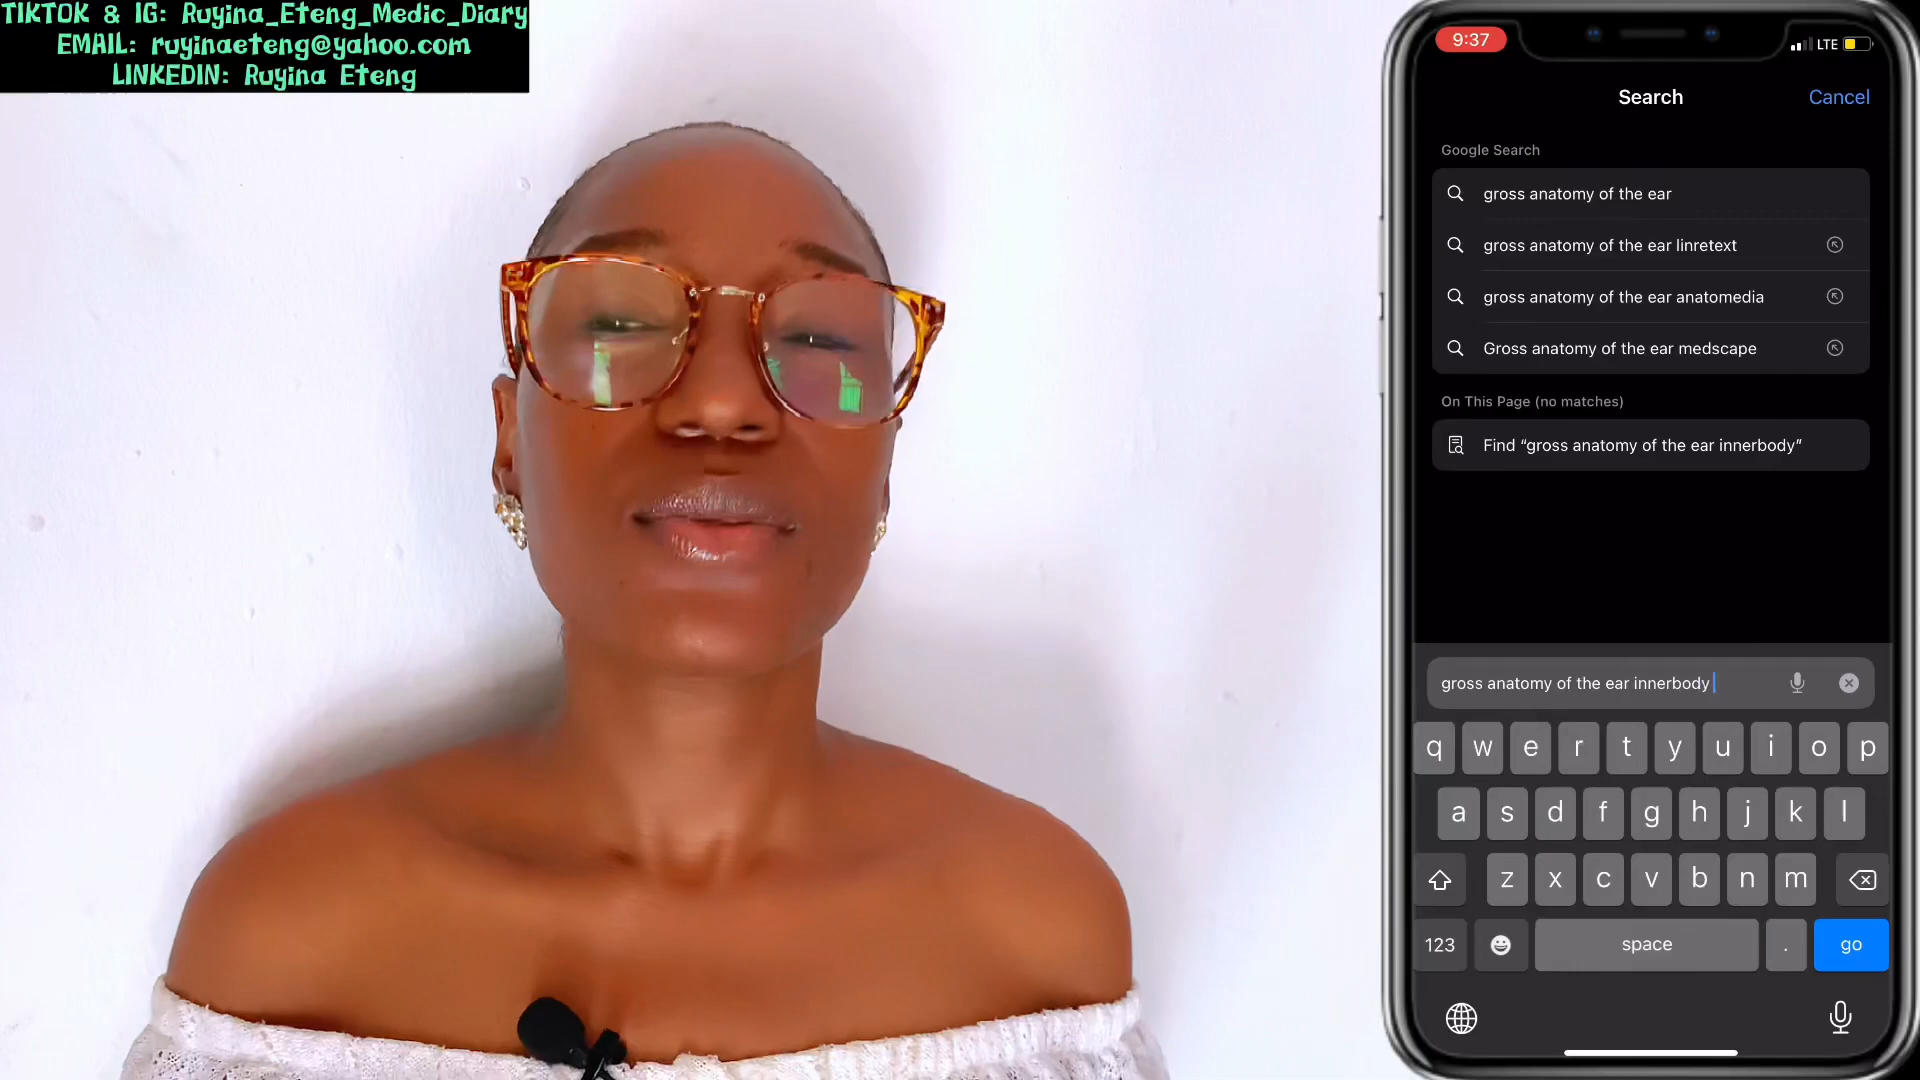 TIKTOK & IG: Ruyina_Eteng_Medic_Diary
EMAIL: ruyinaeteng@yahoo.com
LINKEDIN: Ruyina Eteng
9:37
LTE
Search
Cancel
Google Search
gross anatomy of the ear
gross anatomy of the ear linretext
gross anatomy of the ear anatomedia
Gross anatomy of the ear medscape
On This Page (no matches)
Find “gross anatomy of the ear innerbody”
gross anatomy of the ear innerbody
q w e r t y u i o p
a s d f g h j k l
z x c v b n m
123 space . go